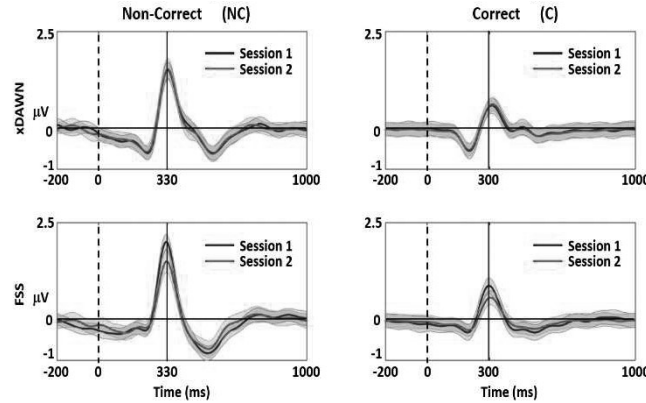 Non-Correct (NC)
Correct (C)
2.5
Session 1
Session 2
μV
xDAWN
0
-1
-200
0
330
1000
2.5
Session 1
Session 2
0
-1
-200
0
300
1000
2.5
Session 1
Session 2
μV
FSS
0
-1
-200
0
330
1000
Time (ms)
2.5
Session 1
Session 2
0
-1
-200
0
300
1000
Time (ms)